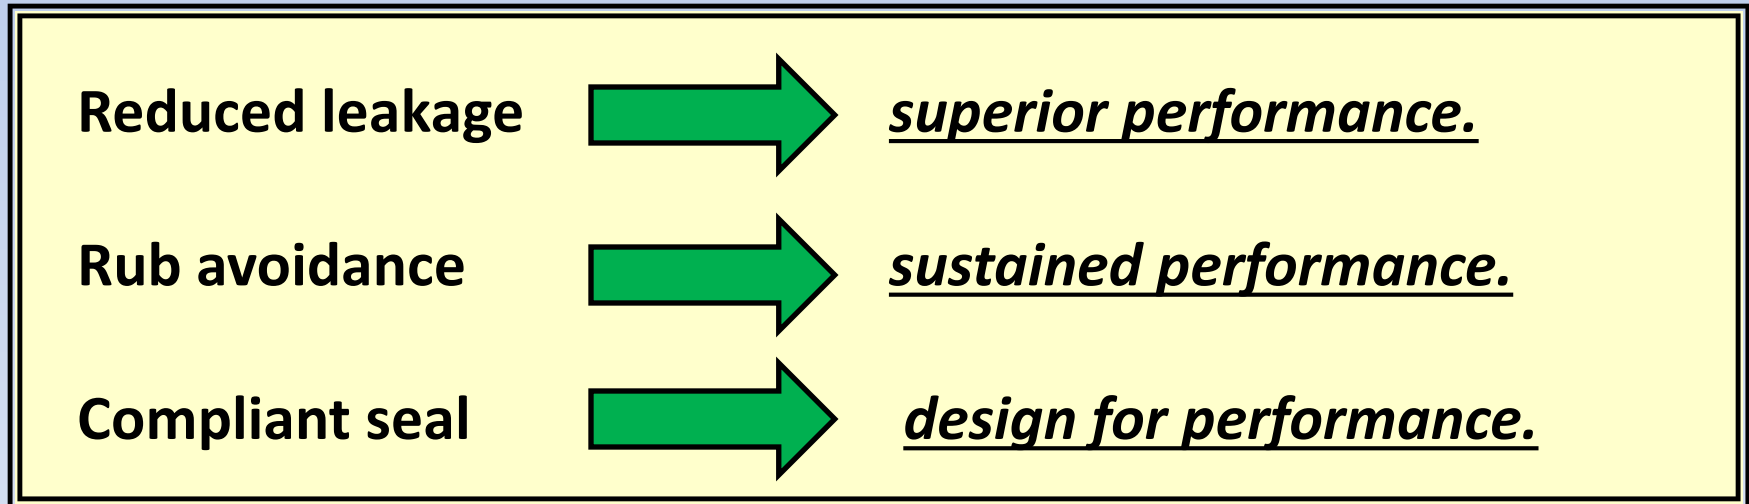 Reduced leakage superior performance.
Rub avoidance sustained performance.
Compliant seal design for performance.